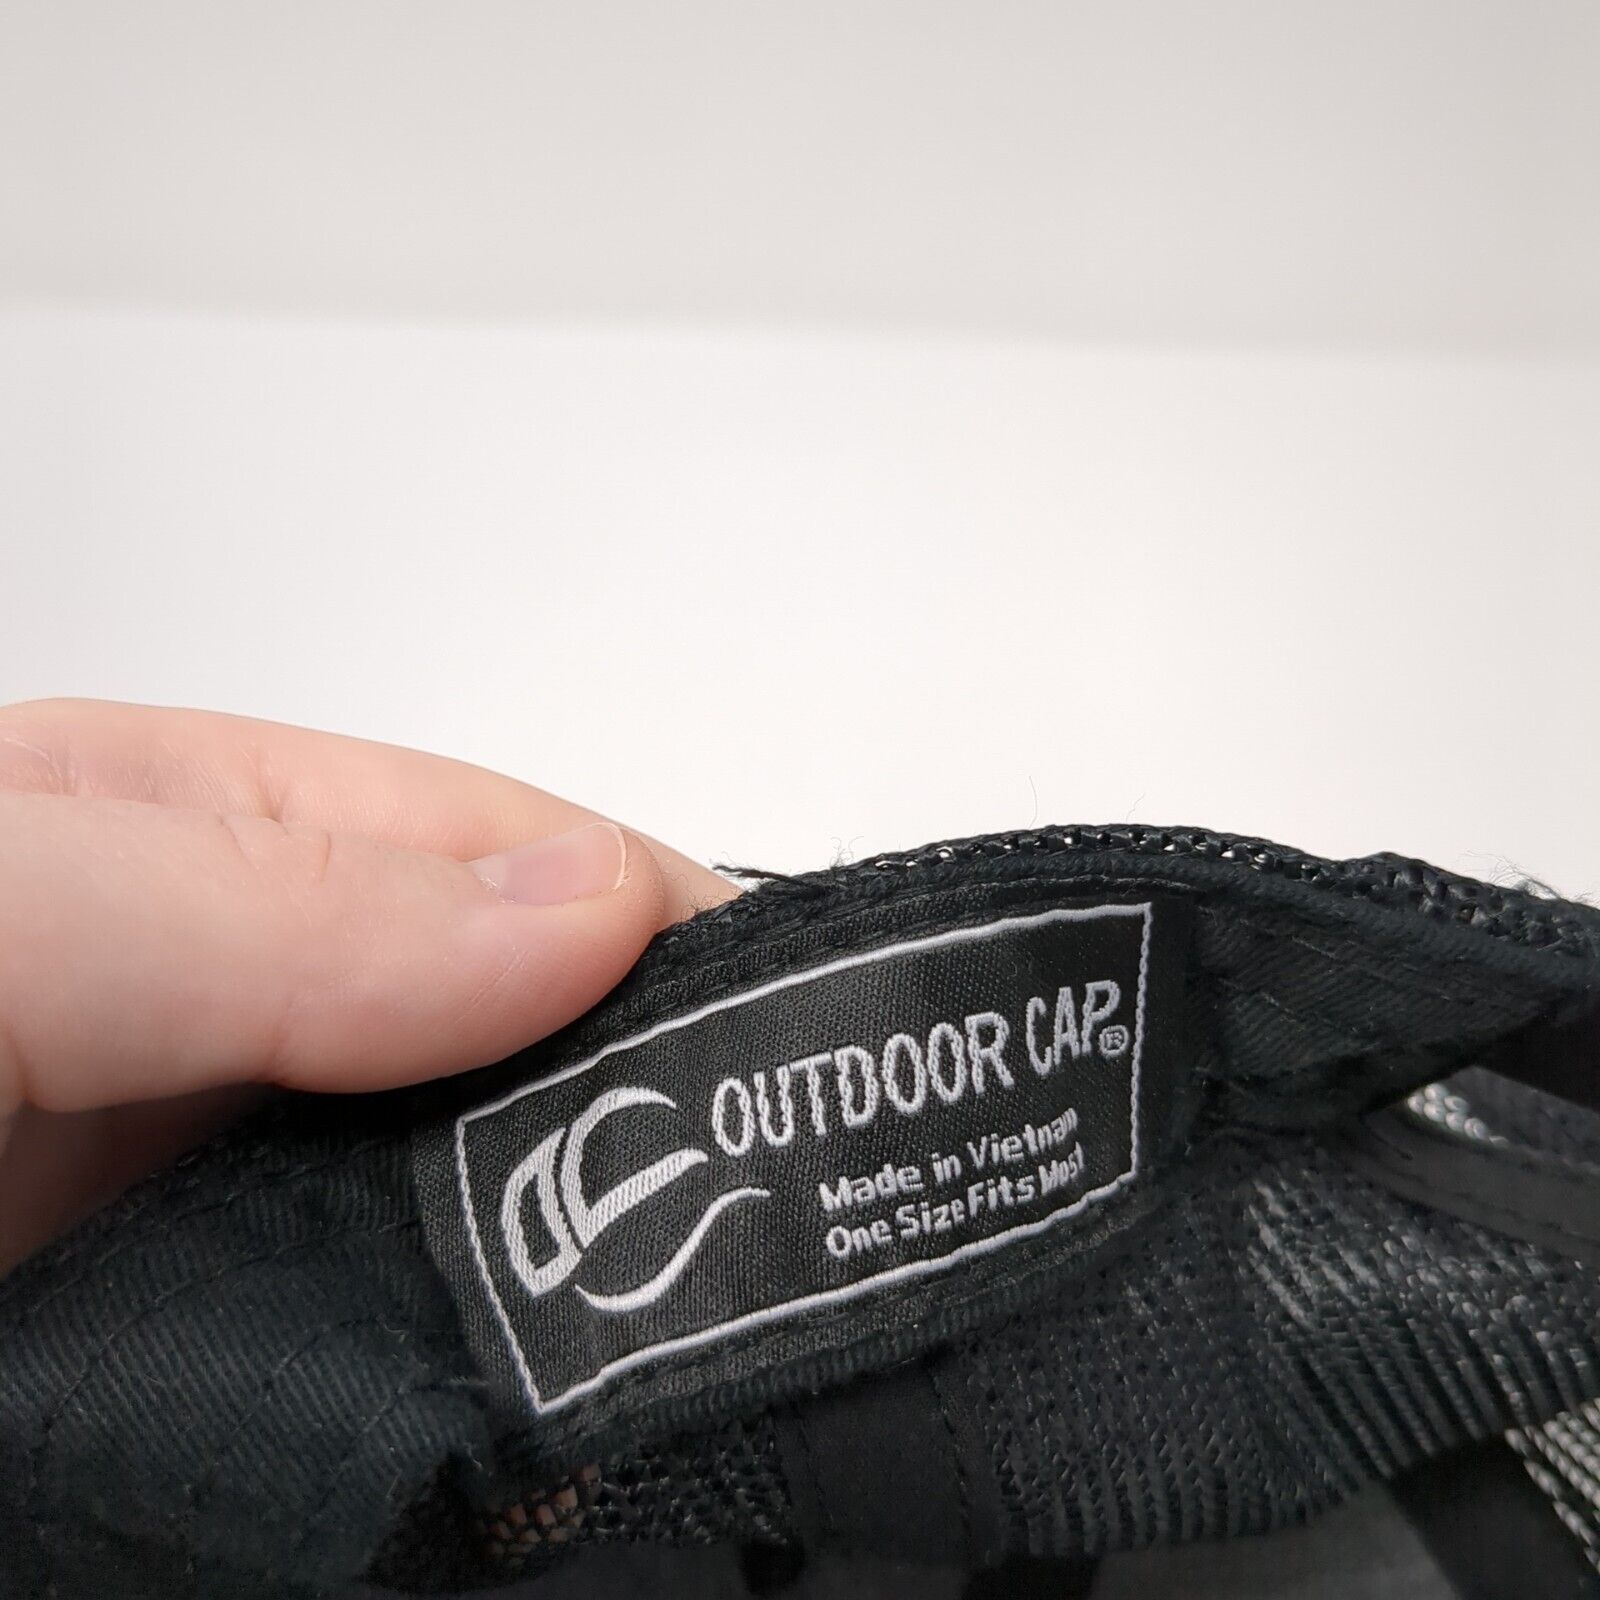 OUTDOOR CAP®
Made in Vietnam
One Size Fits Most